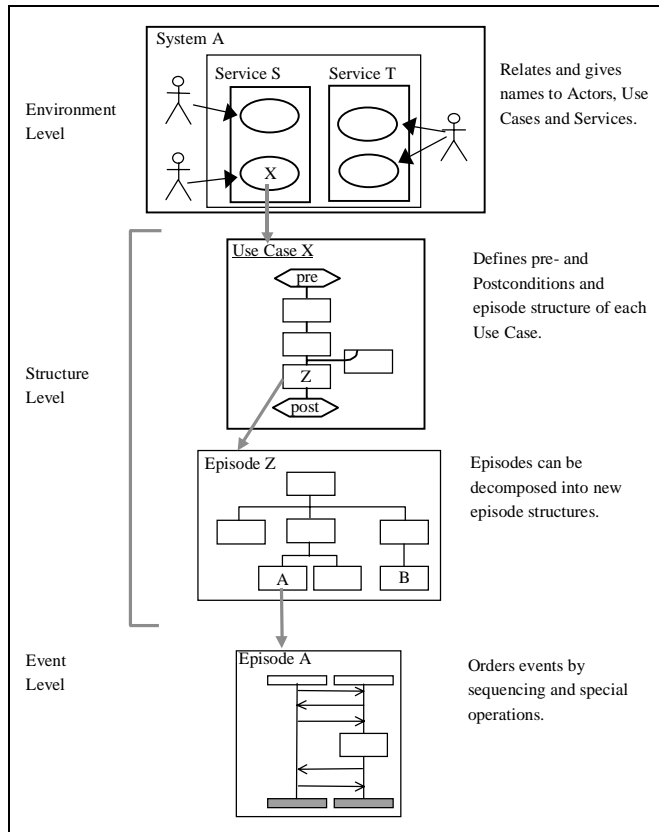 System A
Service S
Service T
Environment
Level
Relates and gives
names to Actors, Use
Cases and Services.
X
Use Case X
pre
Z
post
Defines pre- and
Postconditions and
episode structure of each
Use Case.
Structure
Level
Episode Z
A
B
Episodes can be
decomposed into new
episode structures.
Event
Level
Episode A
Orders events by
sequencing and special
operations.